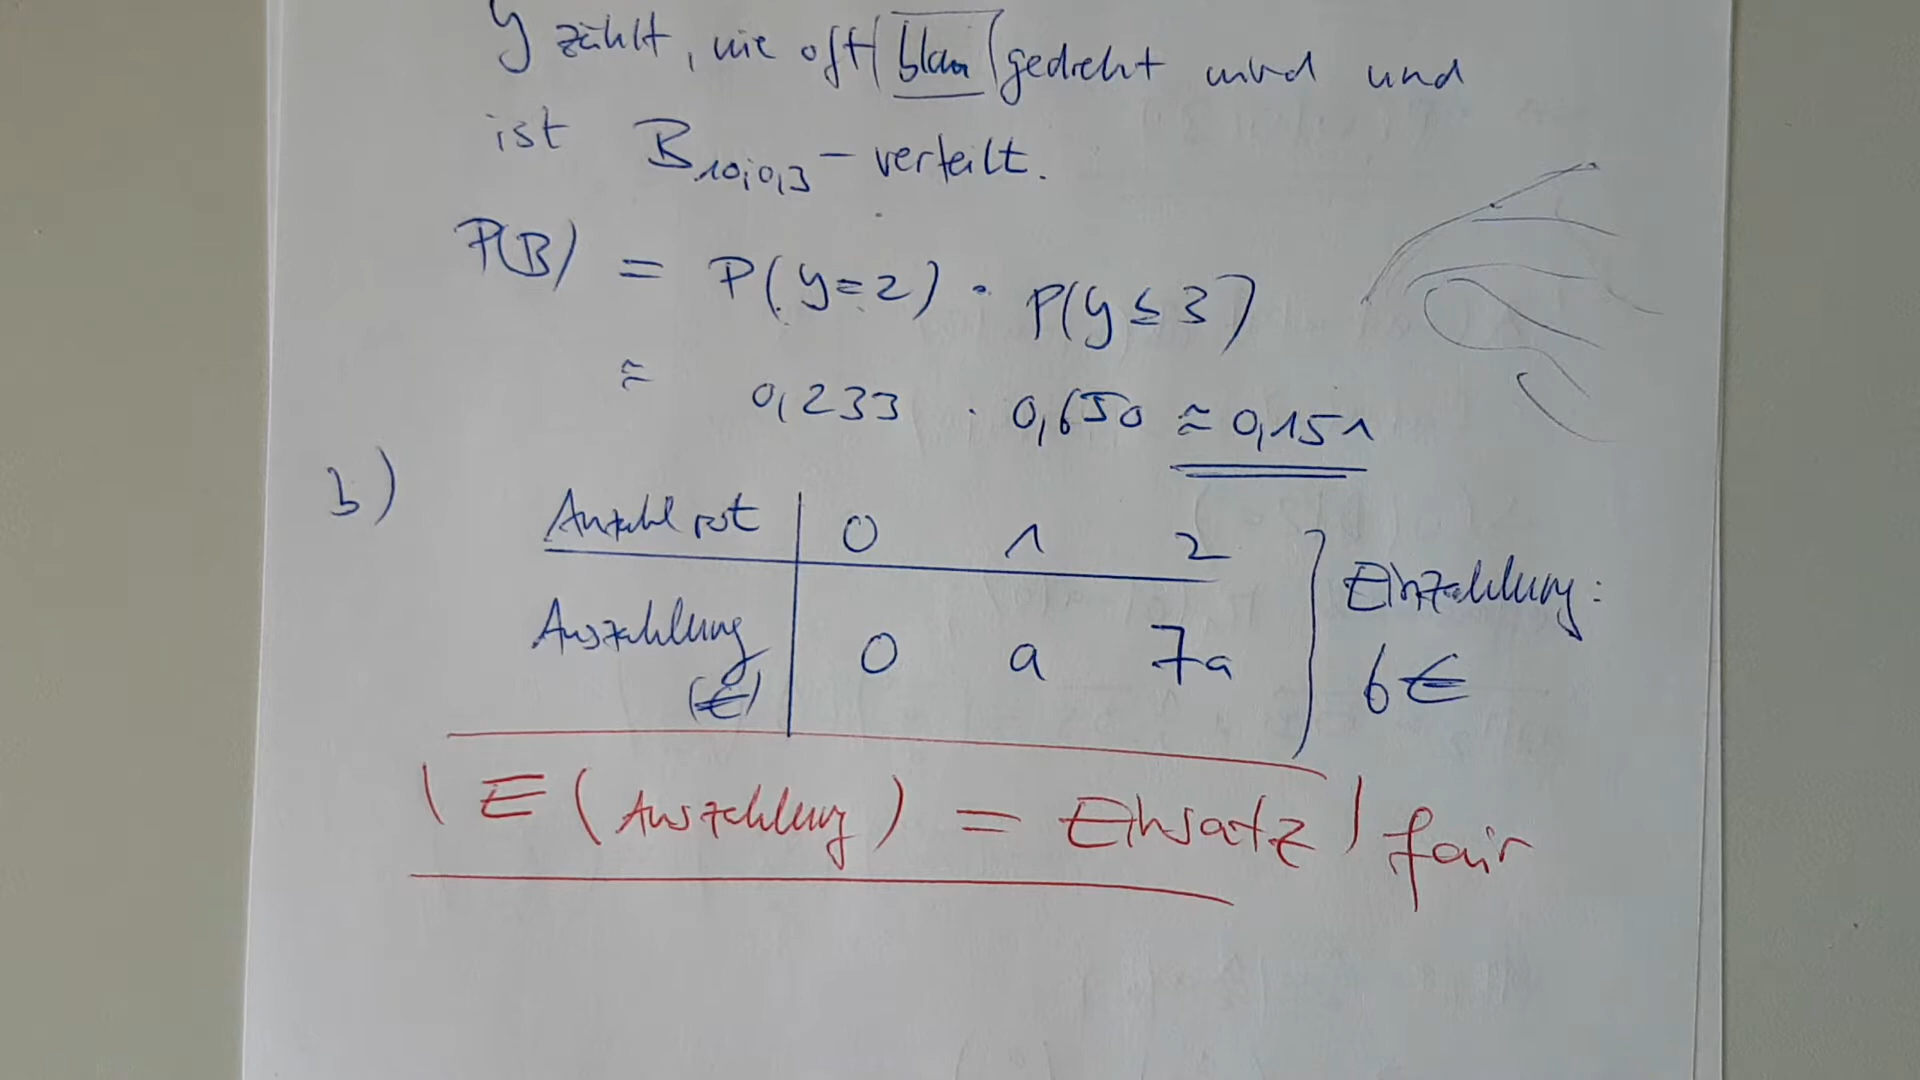 Y zählt, wie oft blau gedreht wird und
ist B₁₀;₀,₃-verteilt.
P(B) = P(Y=2) · P(Y≤3)
≈ 0,233 · 0,650 ≈ 0,151
b)
Anzahl rot 0 1 2
Auszahlung (€) 0 a 7a
Einzahlung:
6€
E(Auszahlung) = Einsatz fair